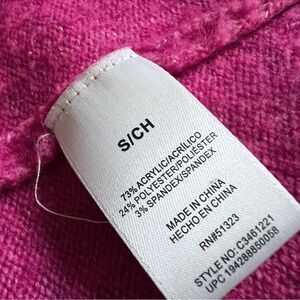 S/CH
73% ACRYLIC/ACRÍLICO
24% POLYESTER/POLIÉSTER
3% SPANDEX/SPANDEX
MADE IN CHINA
HECHO EN CHINA
RN#51323
STYLE NO: C3461221
UPC 194288850058